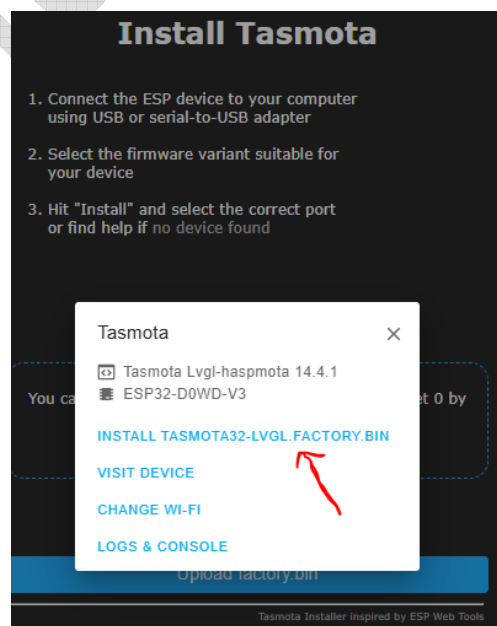 Install Tasmota
1. Connect the ESP device to your computer
using USB or serial-to-USB adapter
2. Select the firmware variant suitable for
your device
3. Hit "Install" and select the correct port
or find help if no device found
Tasmota
Tasmota Lvgl-haspmota 14.4.1
You ca
ESP32-D0WD-V3
et 0 by
INSTALL TASMOTA32-LVGL.FACTORY.BIN
VISIT DEVICE
CHANGE WI-FI
LOGS & CONSOLE
Upload factory.bin
Tasmota Installer inspired by ESP Web Tools